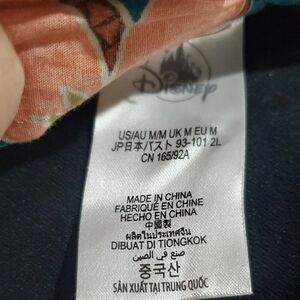 Disney
US/AU M/M UK M EU M
JP日本バスト 93-101 2L
CN 165/92A
MADE IN CHINA
FABRIQUÉ EN CHINE
HECHO EN CHINA
中國製
ผลิตในประเทศจีน
DIBUAT DI TIONGKOK
صنع في الصين
중국산
SẢN XUẤT TẠI TRUNG QUỐC